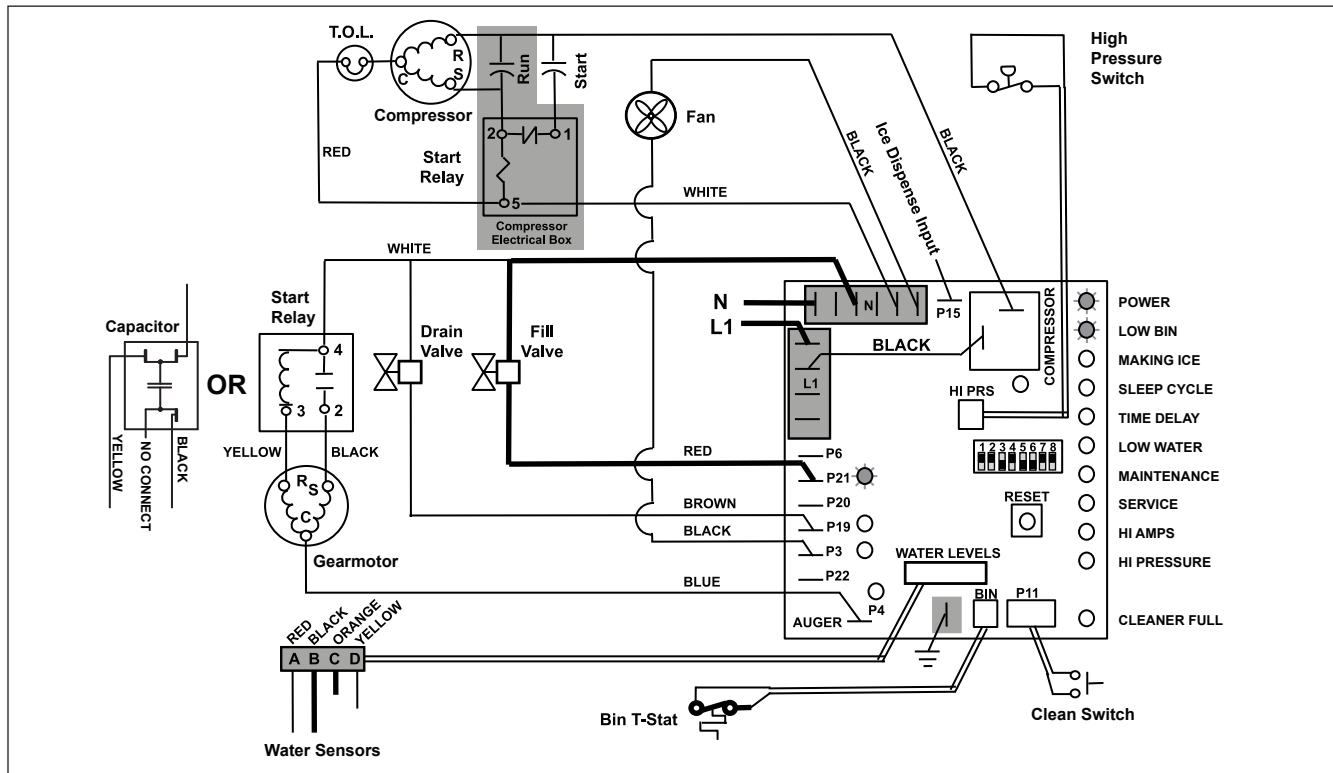 T.O.L.
R
S
C
Compressor
Run
Start
RED
2
1
Start
Relay
5
Compressor
Electrical Box
WHITE
Fan
BLACK
Ice Dispense Input
BLACK
High
Pressure
Switch
WHITE
Start
Relay
4
3
2
Capacitor
OR
YELLOW
NO CONNECT
BLACK
YELLOW
BLACK
R
S
C
Gearmotor
Drain
Valve
Fill
Valve
N
L1
N
L1
P15
BLACK
COMPRESSOR
HI PRS
1 2 3 4 5 6 7 8
RESET
RED
BROWN
BLACK
BLUE
P6
P21
P20
P19
P3
P22
P4
AUGER
WATER LEVELS
BIN
P11
POWER
LOW BIN
MAKING ICE
SLEEP CYCLE
TIME DELAY
LOW WATER
MAINTENANCE
SERVICE
HI AMPS
HI PRESSURE
CLEANER FULL
RED
BLACK
ORANGE
YELLOW
A B C D
Water Sensors
Bin T-Stat
Clean Switch